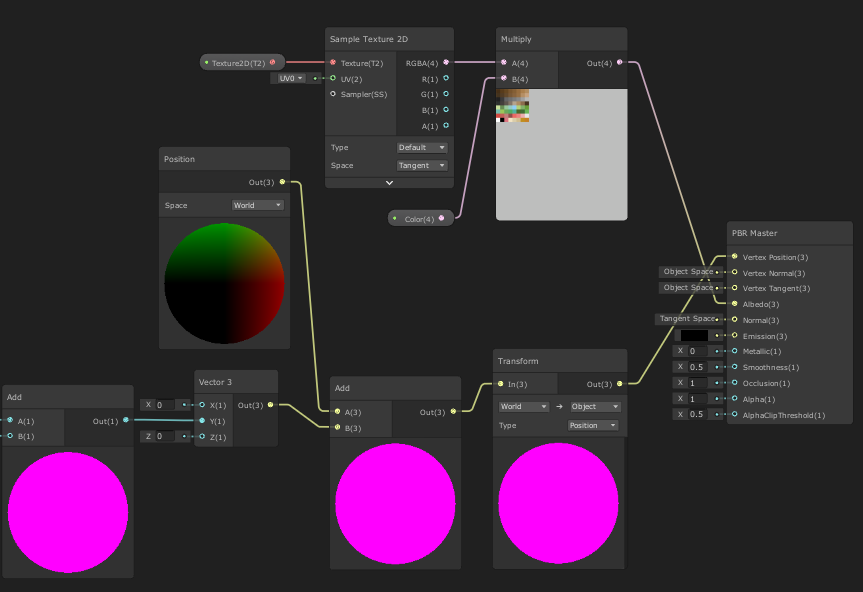 Sample Texture 2D
Texture2D(T2)
UV0
Texture(T2)
UV(2)
Sampler(SS)
RGBA(4)
R(1)
G(1)
B(1)
A(1)
Type
Default
Space
Tangent
Multiply
A(4)
B(4)
Out(4)
Color(4)
Position
Out(3)
Space
World
PBR Master
Object Space
Object Space
Tangent Space
X 0
X 0.5
X 1
X 1
X 0.5
Vertex Position(3)
Vertex Normal(3)
Vertex Tangent(3)
Albedo(3)
Normal(3)
Emission(3)
Metallic(1)
Smoothness(1)
Occlusion(1)
Alpha(1)
AlphaClipThreshold(1)
Add
A(1)
B(1)
Out(1)
X 0
Z 0
Vector 3
X(1)
Y(1)
Z(1)
Out(3)
Add
A(3)
B(3)
Out(3)
Transform
In(3)
Out(3)
World
Object
Type
Position